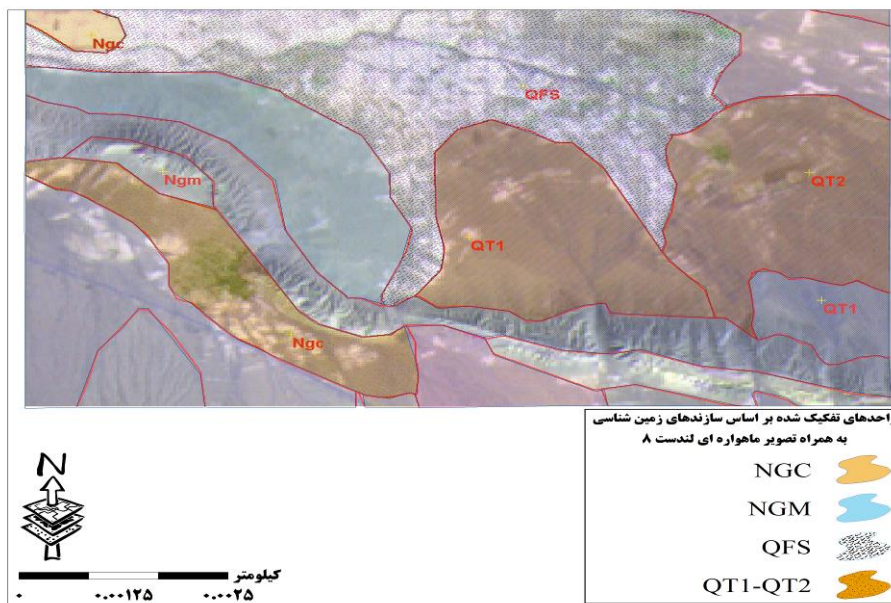 Ngc
QFS
Ngm
QT2
QT1
QT1
Ngc
واحدهای تفکیک شده بر اساس سازندهای زمین شناسی
به همراه تصویر ماهواره ای لندست ۸
NGC
NGM
QFS
QT1-QT2
N
کیلومتر
۰ ۰.۰۰۱۲۵ ۰.۰۰۲۵